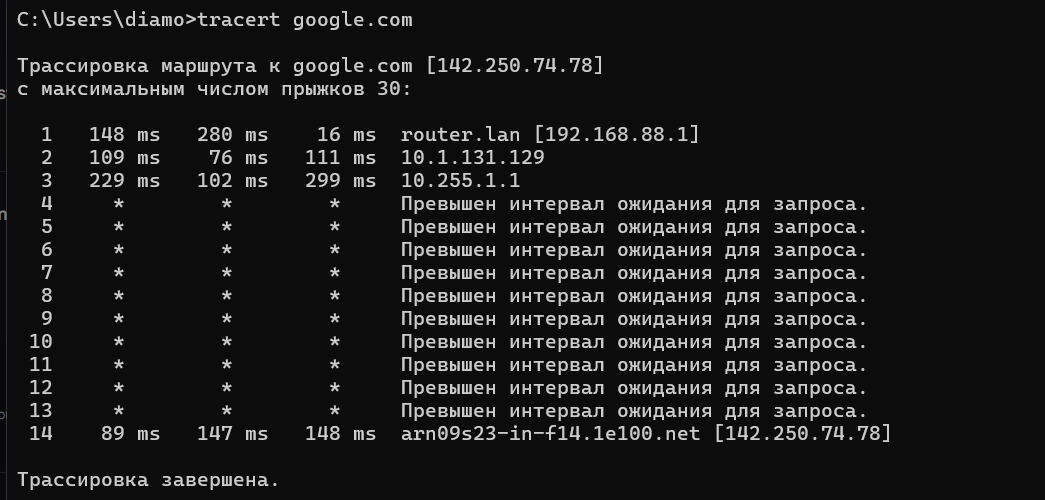 C:\Users\diamo>tracert google.com
Трассировка маршрута к google.com [142.250.74.78]
с максимальным числом прыжков 30:
1 148 ms 280 ms 16 ms router.lan [192.168.88.1]
2 109 ms 76 ms 111 ms 10.1.131.129
3 229 ms 102 ms 299 ms 10.255.1.1
4 * * * Превышен интервал ожидания для запроса.
5 * * * Превышен интервал ожидания для запроса.
6 * * * Превышен интервал ожидания для запроса.
7 * * * Превышен интервал ожидания для запроса.
8 * * * Превышен интервал ожидания для запроса.
9 * * * Превышен интервал ожидания для запроса.
10 * * * Превышен интервал ожидания для запроса.
11 * * * Превышен интервал ожидания для запроса.
12 * * * Превышен интервал ожидания для запроса.
13 * * * Превышен интервал ожидания для запроса.
14 89 ms 147 ms 148 ms arn09s23-in-f14.1e100.net [142.250.74.78]
Трассировка завершена.